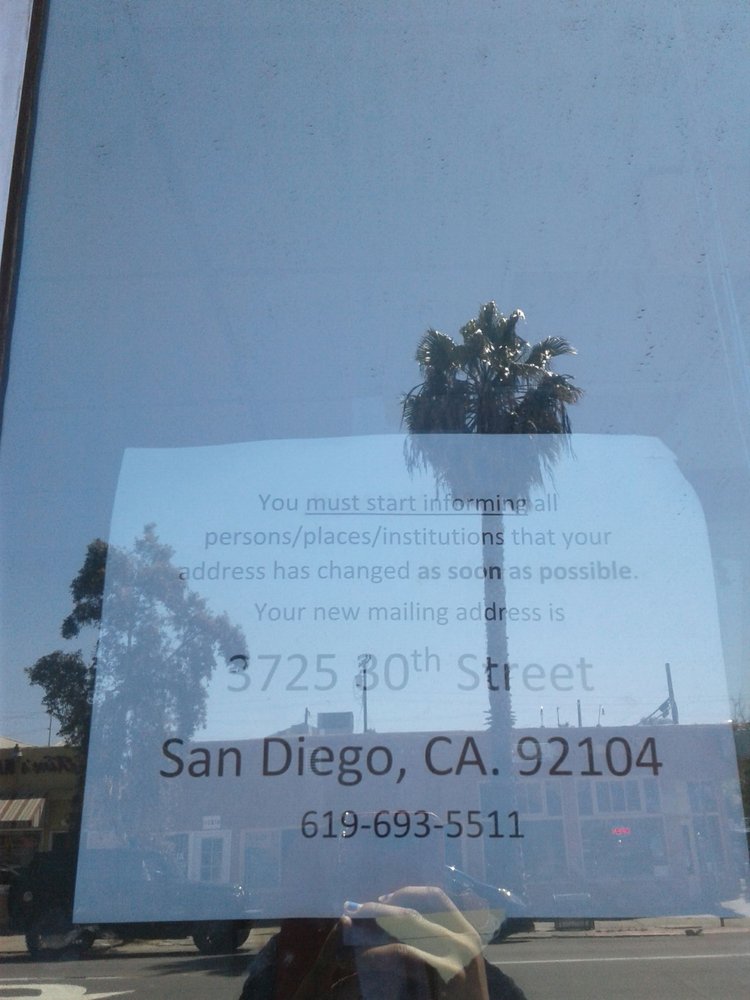 You must start informing all
persons/places/institutions that your
address has changed as soon as possible.
Your new mailing address is
3725 30th Street
San Diego, CA. 92104
619-693-5511